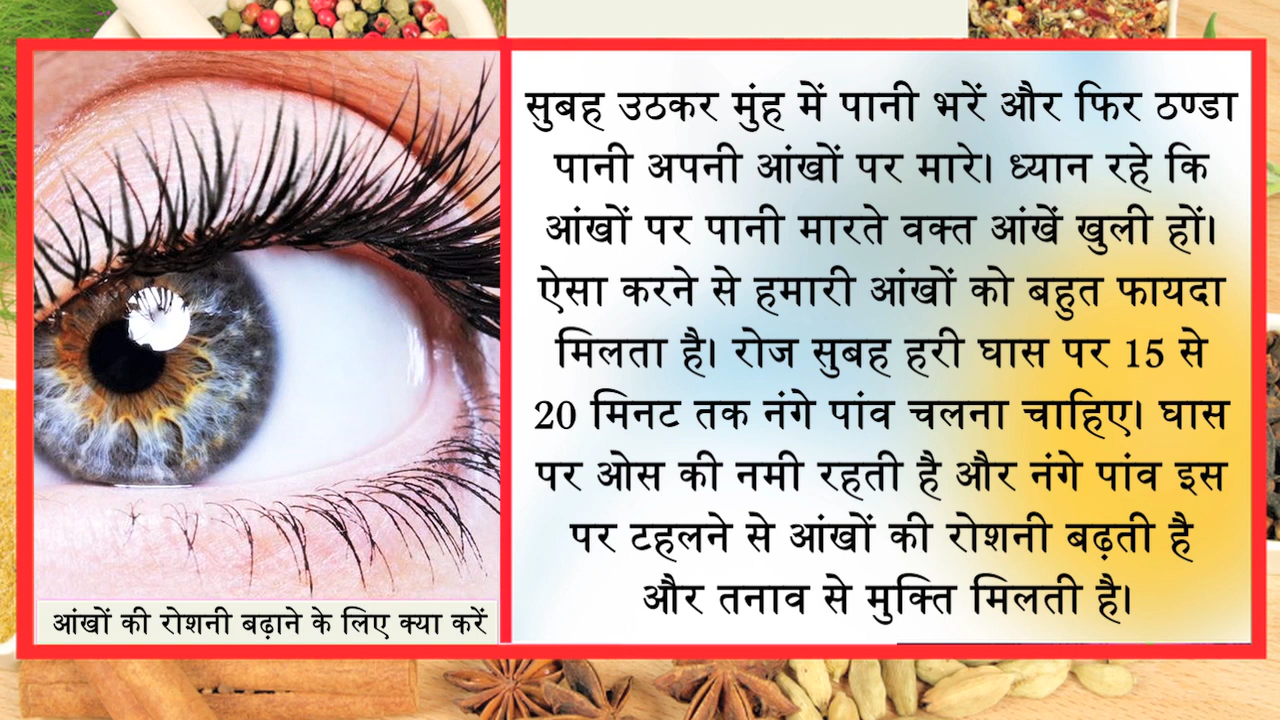 सुबह उठकर मुंह में पानी भरें और फिर ठण्डा
पानी अपनी आंखों पर मारे। ध्यान रहे कि
आंखों पर पानी मारते वक्त आंखें खुली हों।
ऐसा करने से हमारी आंखों को बहुत फायदा
मिलता है। रोज सुबह हरी घास पर 15 से
20 मिनट तक नंगे पांव चलना चाहिए। घास
पर ओस की नमी रहती है और नंगे पांव इस
पर टहलने से आंखों की रोशनी बढ़ती है
और तनाव से मुक्ति मिलती है।
आंखों की रोशनी बढ़ाने के लिए क्या करें